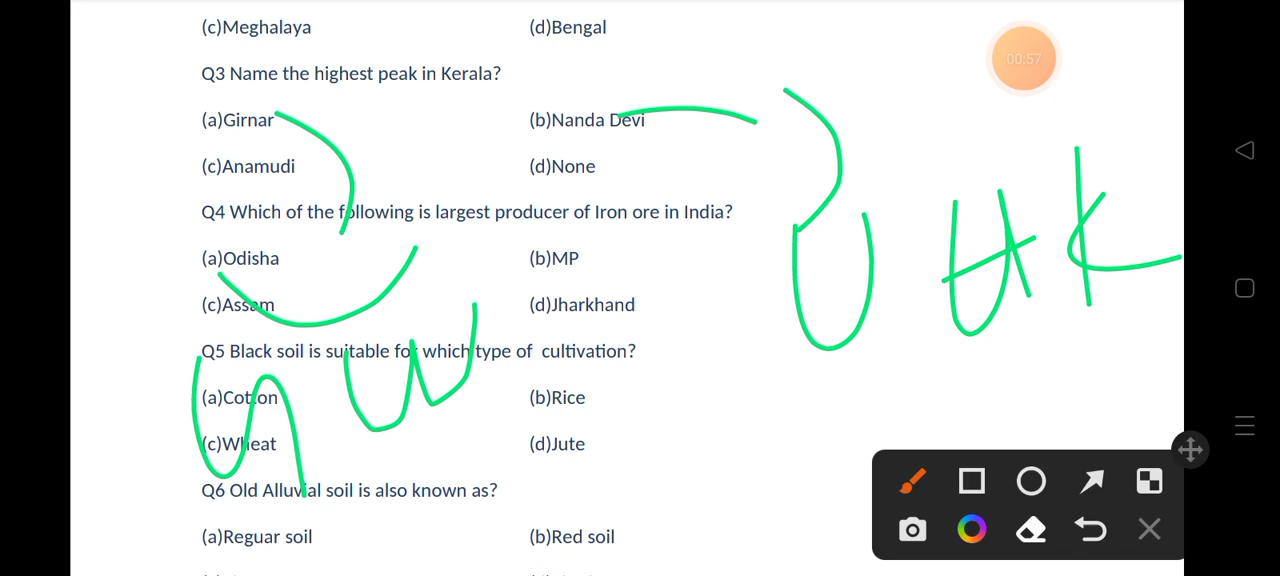 (c)Meghalaya (d)Bengal
00:57
Q3 Name the highest peak in Kerala?
(a)Girnar (b)Nanda Devi
(c)Anamudi (d)None
Q4 Which of the following is largest producer of Iron ore in India?
(a)Odisha (b)MP
(c)Assam (d)Jharkhand
Q5 Black soil is suitable for which type of cultivation?
(a)Cotton (b)Rice
(c)Wheat (d)Jute
Q6 Old Alluvial soil is also known as?
(a)Reguar soil (b)Red soil